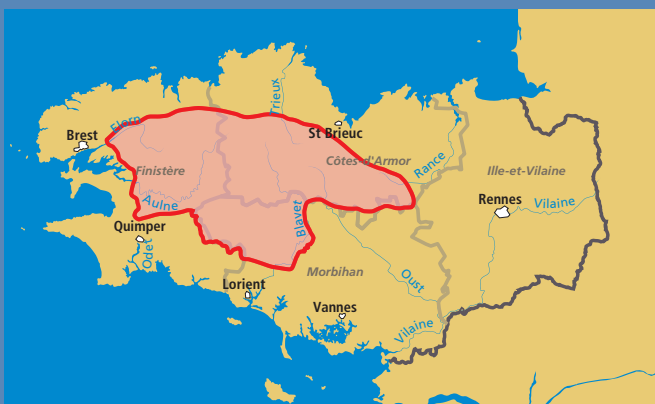 Trieux
Elorn
Brest
St Brieuc
Finistère
Côtes-d'Armor
Rance
Ille-et-Vilaine
Aulne
Rennes
Vilaine
Blavet
Quimper
Odet
Morbihan
Oust
Lorient
Vannes
Vilaine